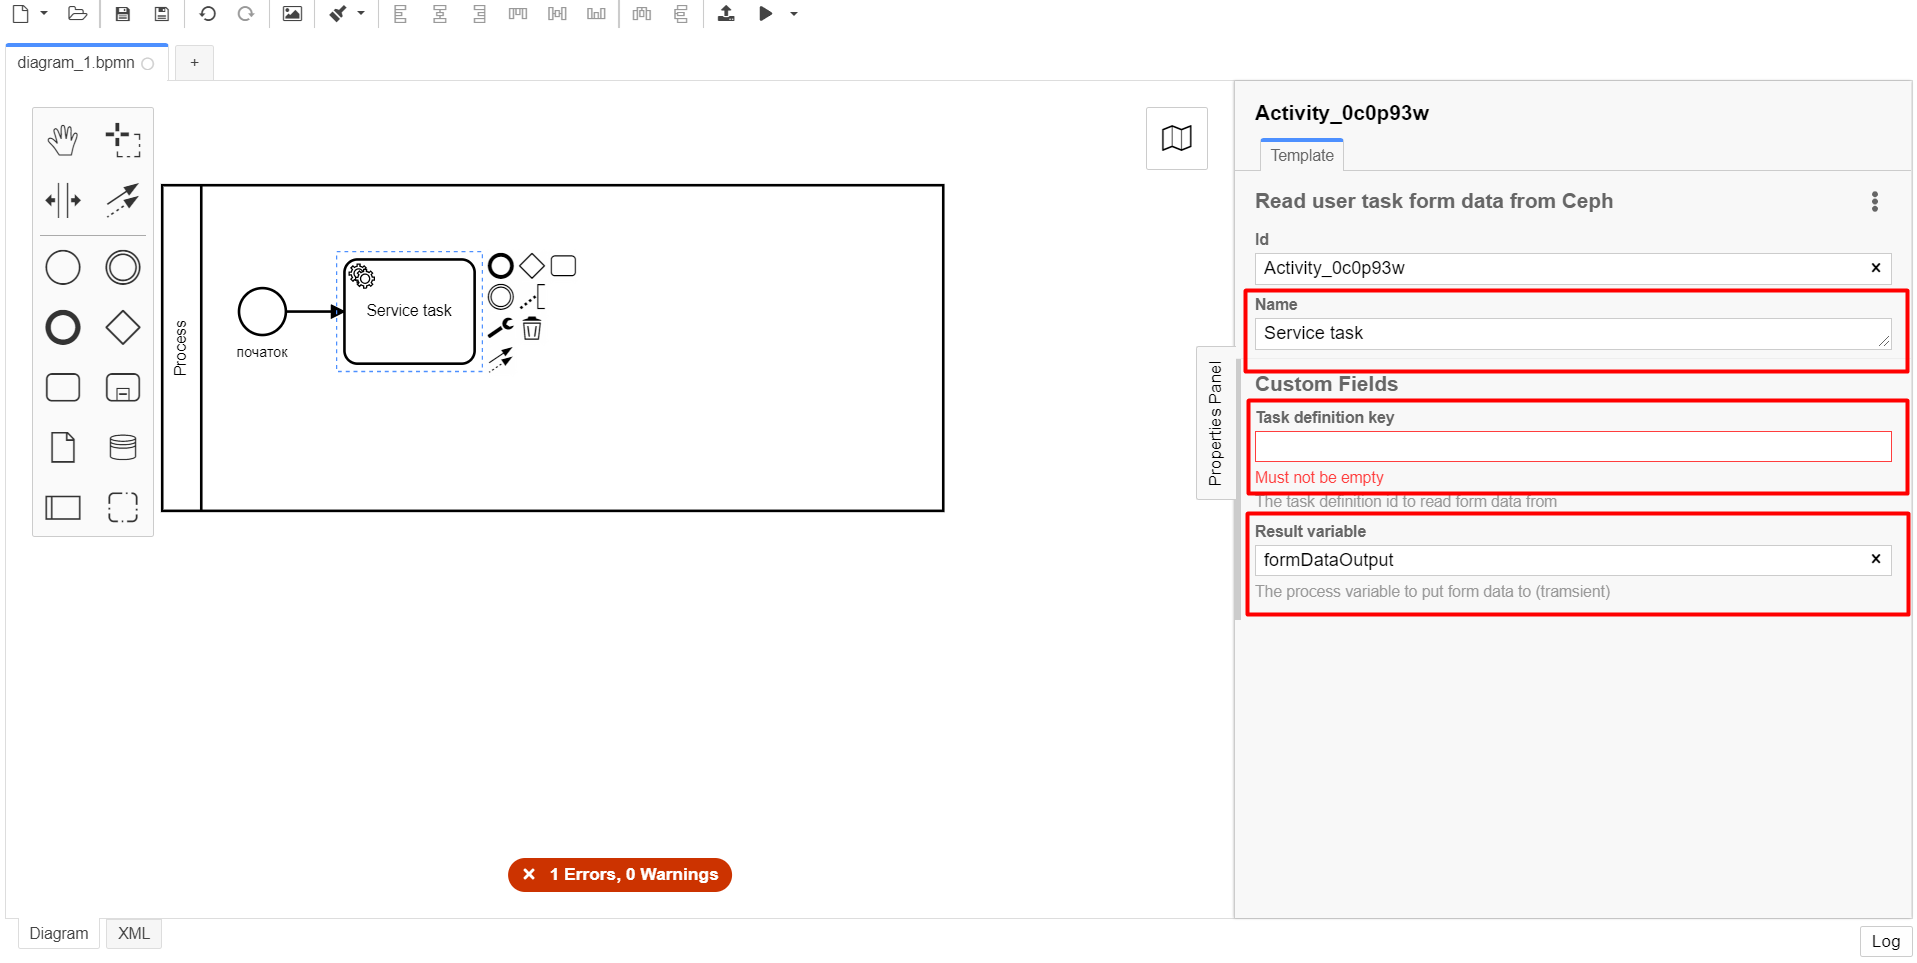 diagram_1.bpmn
+
Process
початок
Service task
1 Errors, 0 Warnings
Properties Panel
Activity_0c0p93w
Template
Read user task form data from Ceph
Id
Activity_0c0p93w
Name
Service task
Custom Fields
Task definition key
Must not be empty
The task definition id to read form data from
Result variable
formDataOutput
The process variable to put form data to (tramsient)
Diagram
XML
Log